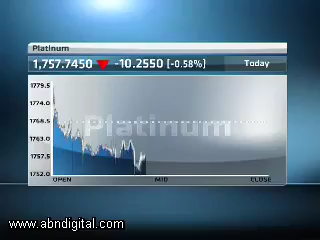 Platinum
1,757.7450 -10.2550 [-0.58%] Today
1779.5
1774.0
1768.5
1763.0
1757.5
1752.0
Platinum
OPEN MID CLOSE
www.abndigital.com